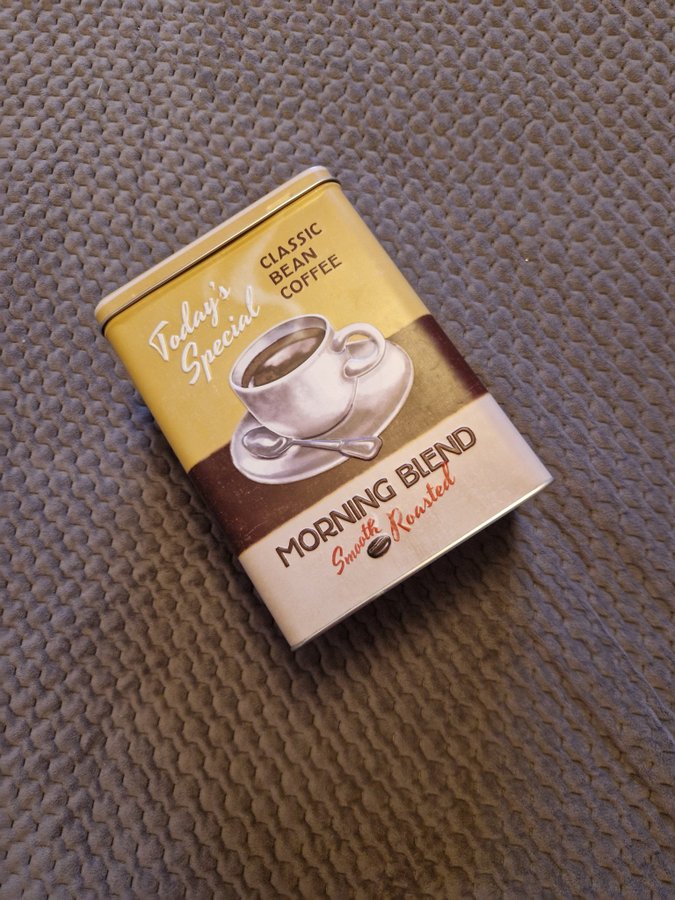 CLASSIC
BEAN
COFFEE
Today's
Special
MORNING BLEND
Smooth Roasted